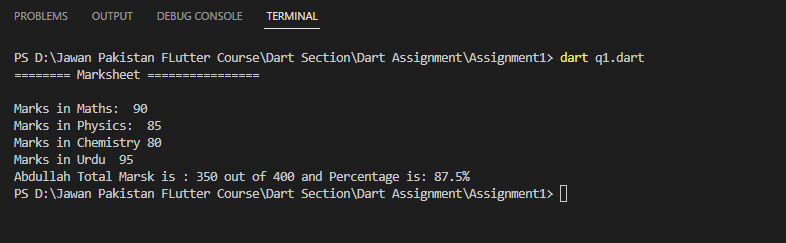 PROBLEMS OUTPUT DEBUG CONSOLE TERMINAL
PS D:\Jawan Pakistan FLutter Course\Dart Section\Dart Assignment\Assignment1> dart q1.dart
======== Marksheet ================
Marks in Maths:  90
Marks in Physics:  85
Marks in Chemistry 80
Marks in Urdu  95
Abdullah Total Marsk is : 350 out of 400 and Percentage is: 87.5%
PS D:\Jawan Pakistan FLutter Course\Dart Section\Dart Assignment\Assignment1>